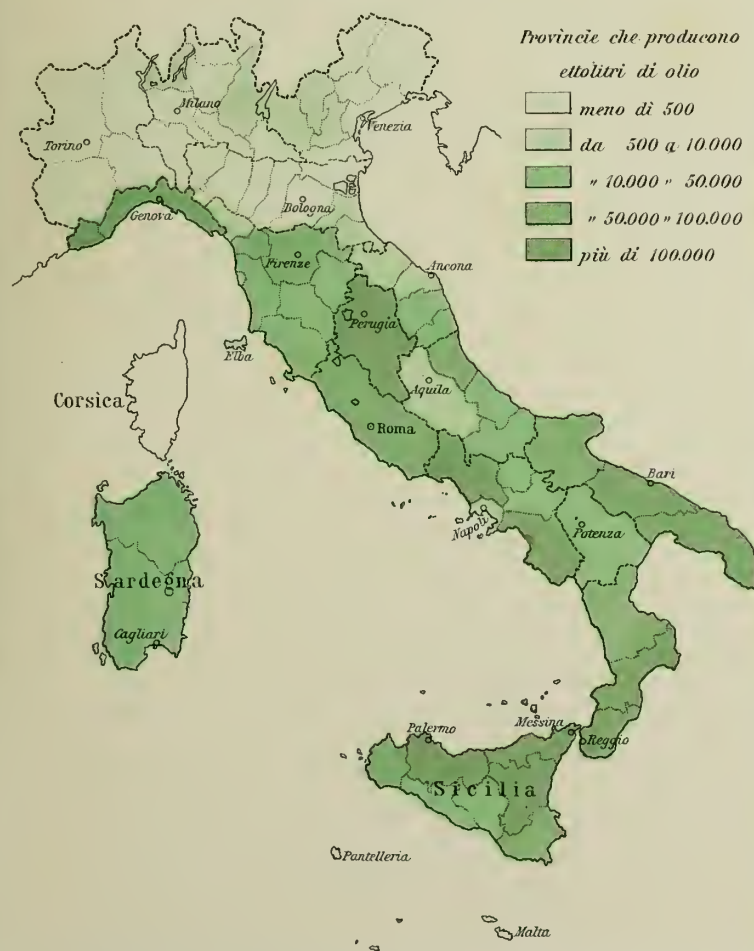 Provincie che producono
ettolitri di olio
meno di 500
da 500 a 10.000
" 10.000 " 50.000
" 50.000 " 100.000
più di 100.000
Milano
Venezia
Torino
Genova
Bologna
Firenze
Ancona
Perugia
Elba
Aquila
Corsica
Roma
Bari
Napoli
Potenza
Sardegna
Cagliari
Messina
Palermo
Reggio
Sicilia
Pantelleria
Malta